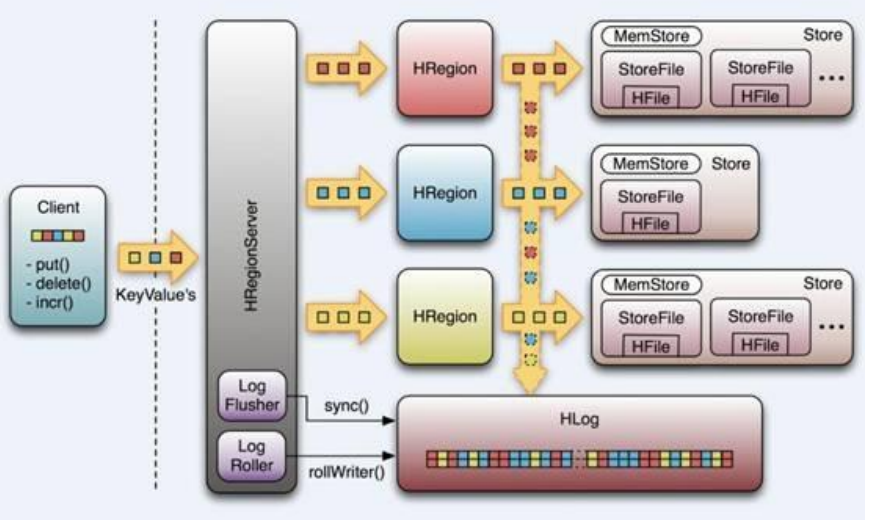 Client
- put()
- delete()
- incr()
KeyValue's
HRegionServer
Log
Flusher
Log
Roller
sync()
rollWriter()
HRegion
MemStore
Store
StoreFile
HFile
StoreFile
HFile
...
HRegion
MemStore
Store
StoreFile
HFile
HRegion
MemStore
Store
StoreFile
HFile
StoreFile
HFile
...
HLog